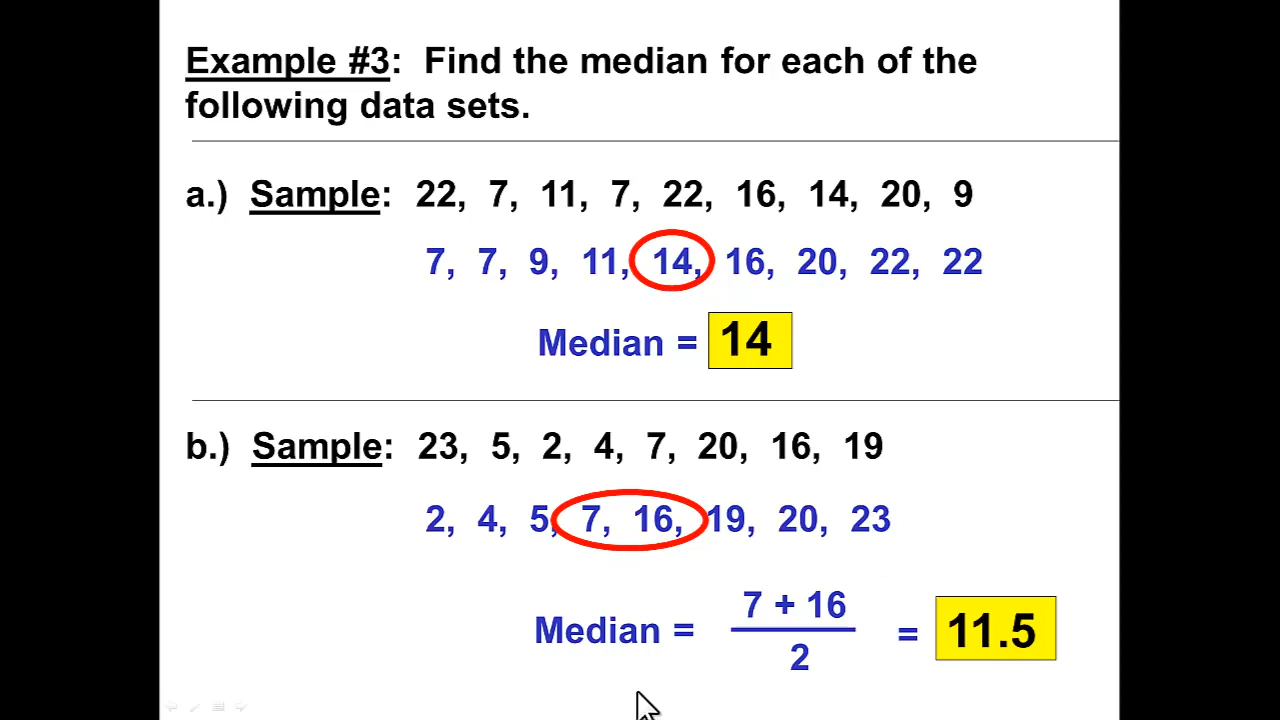 Example #3:  Find the median for each of the
following data sets.
a.)  Sample:  22,  7,  11,  7,  22,  16,  14,  20,  9
7,  7,  9,  11,  14,  16,  20,  22,  22
Median = 14
b.)  Sample:  23,  5,  2,  4,  7,  20,  16,  19
2,  4,  5,  7,  16,  19,  20,  23
7 + 16
Median = = 11.5
2